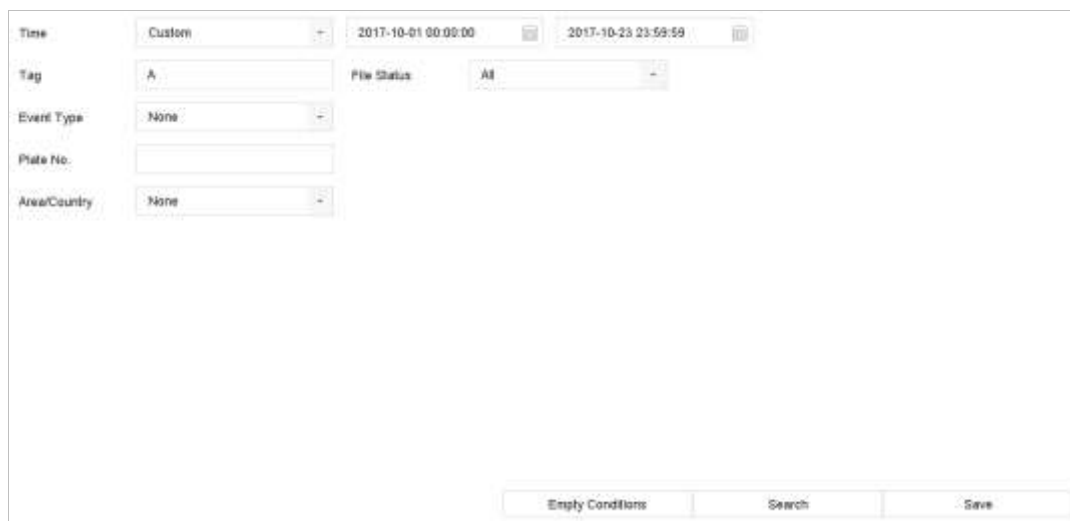 Time Custom 2017-10-01 00:00:00 2017-10-23 23:59:59
Tag A File Status All
Event Type None
Plate No.
Area/Country None
Empty Conditions Search Save